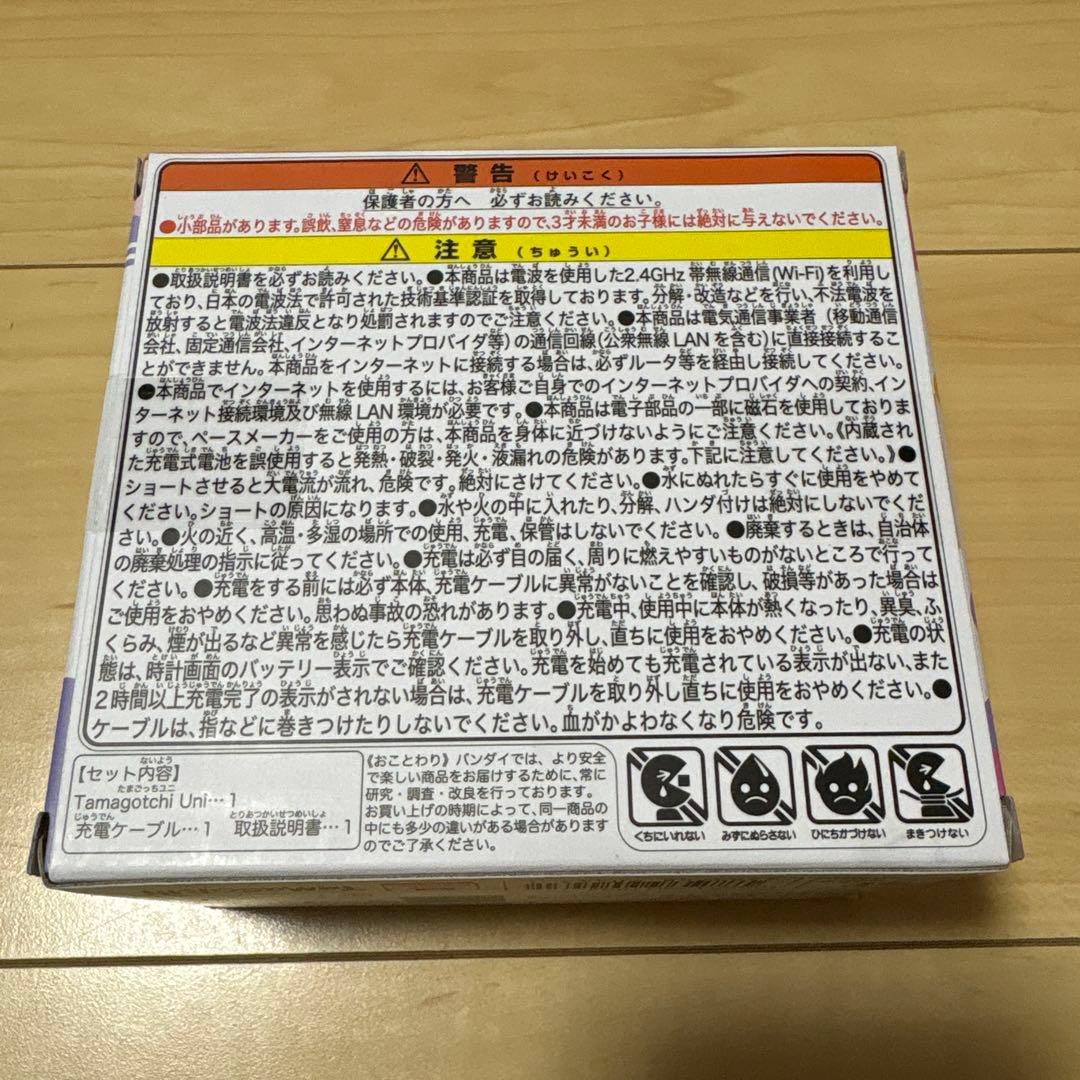 警告（けいこく）
保護者の方へ 必ずお読みください。
●小部品があります。誤飲、窒息などの危険がありますので、3才未満のお子様には絶対に与えないでください。
注意（ちゅうい）
●取扱説明書を必ずお読みください。●本商品は電波を使用した2.4GHz 帯無線通信(Wi-Fi)を利用し
ており、日本の電波法で許可された技術基準認証を取得しております。分解・改造などを行い、不法電波を
放射すると電波法違反となり処罰されますのでご注意ください。●本商品は電気通信事業者（移動通信
会社、固定通信会社、インターネットプロバイダ等）の通信回線(公衆無線LANを含む)に直接接続するこ
とができません。本商品をインターネットに接続する場合は、必ずルータ等を経由し接続してください。
●本商品でインターネットを使用するには、お客様ご自身でのインターネットプロバイダへの契約、イン
ターネット接続環境及び無線LAN 環境が必要です。●本商品は電子部品の一部に磁石を使用しておりま
すので、ペースメーカーをご使用の方は、本商品を身体に近づけないようにご注意ください。《内蔵され
た充電式電池を誤使用すると発熱・破裂・発火・液漏れの危険があります。下記に注意してください。》●
ショートさせると大電流が流れ、危険です。絶対にさけてください。●水にぬれたらすぐに使用をやめて
ください。ショートの原因になります。●水や火の中に入れたり、分解、ハンダ付けは絶対にしないでくだ
さい。●火の近く、高温・多湿の場所での使用、充電、保管はしないでください。●廃棄するときは、自治体
の廃棄処理の指示に従ってください。●充電は必ず目の届く、周りに燃えやすいものがないところで行って
ください。●充電をする前には必ず本体、充電ケーブルに異常がないことを確認し、破損等があった場合は
ご使用をおやめください。思わぬ事故の恐れがあります。●充電中、使用中に本体が熱くなったり、異臭、ふ
くらみ、煙が出るなど異常を感じたら充電ケーブルを取り外し、直ちに使用をおやめください。●充電の状
態は、時計画面のバッテリー表示でご確認ください。充電を始めても充電されている表示が出ない、また
2時間以上充電完了の表示がされない場合は、充電ケーブルを取り外し直ちに使用をおやめください。●
ケーブルは、指などに巻きつけたりしないでください。血がかよわなくなり危険です。
【セット内容】
たまごっちユニ
Tamagotchi Uni…1
充電ケーブル…1 取扱説明書…1
《おことわり》バンダイでは、より安全
で楽しい商品をお届けするために、常に
研究・調査・改良を行っております。
お買い上げの時期によって、同一商品の
中にも多少の違いがある場合があります
のでご了承ください。
くちにいれない みずにぬらさない ひにちかづけない まきつけない